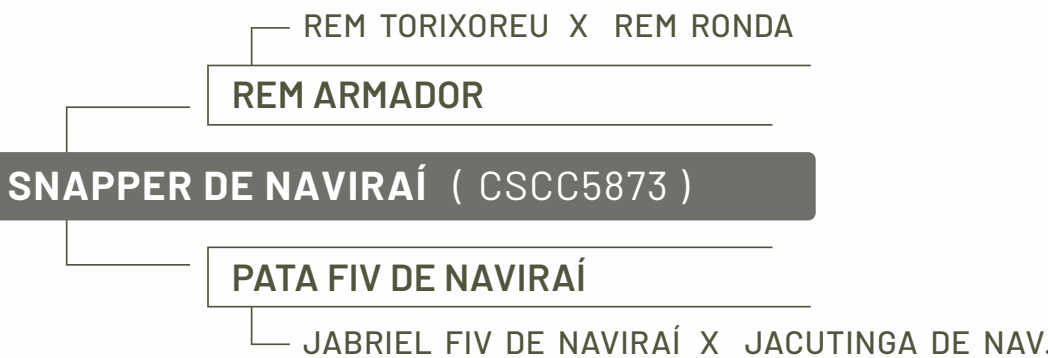 REM TORIXOREU X REM RONDA
REM ARMADOR
SNAPPER DE NAVIRAÍ ( CSCC5873 )
PATA FIV DE NAVIRAÍ
JABRIEL FIV DE NAVIRAÍ X JACUTINGA DE NAV.